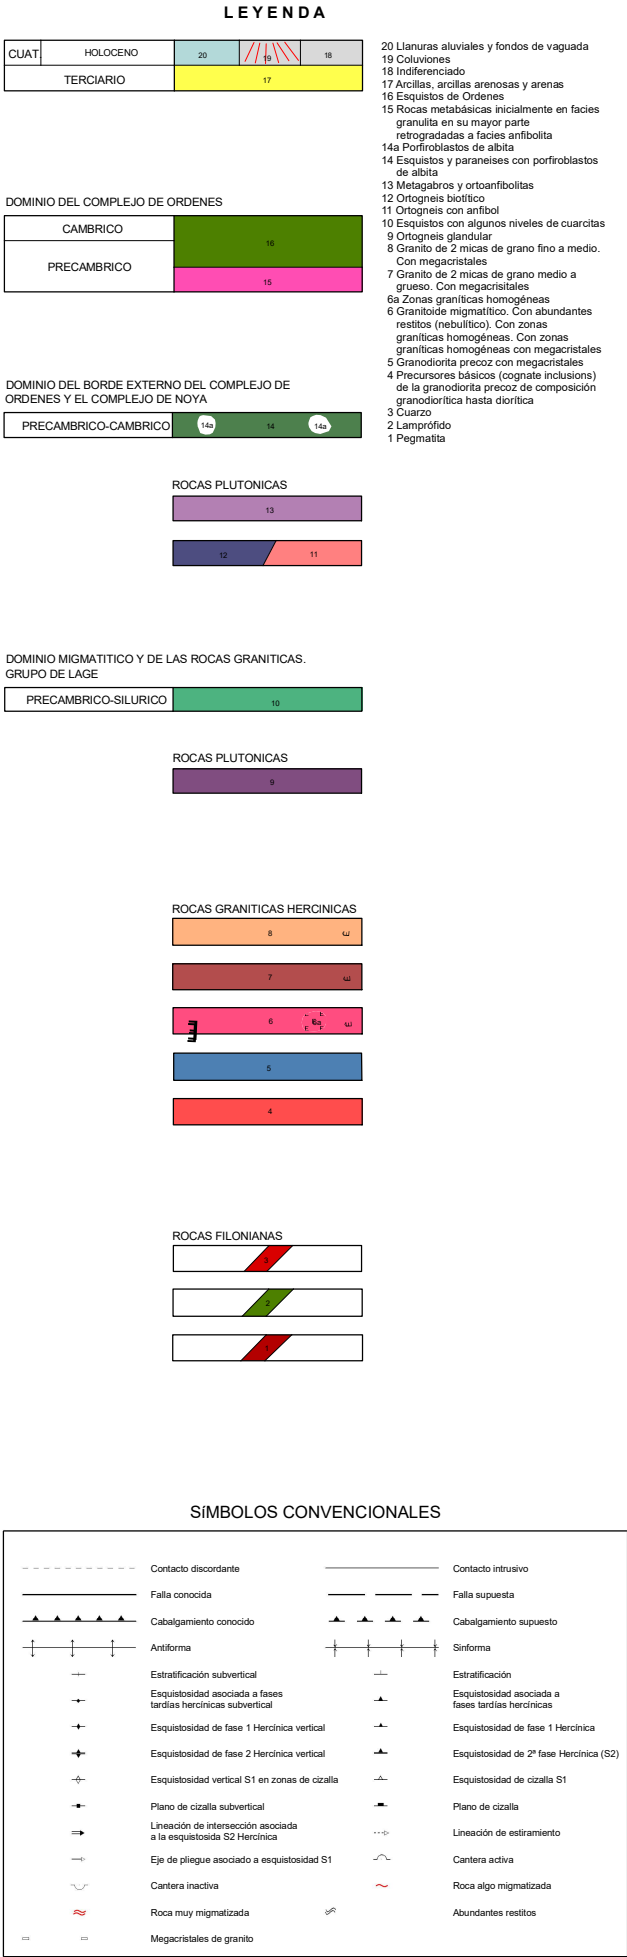 LEYENDA
CUAT.
HOLOCENO
20
19
18
TERCIARIO
17
20 Llanuras aluviales y fondos de vaguada
19 Coluviones
18 Indiferenciado
17 Arcillas, arcillas arenosas y arenas
16 Esquistos de Ordenes
15 Rocas metabásicas inicialmente en facies
granulita en su mayor parte
retrogradadas a facies anfibolita
14a Porfiroblastos de albita
14 Esquistos y paraneises con porfiroblastos
de albita
13 Metagabros y ortoanfibolitas
12 Ortogneis biotítico
11 Ortogneis con anfibol
10 Esquistos con algunos niveles de cuarcitas
9 Ortogneis glandular
8 Granito de 2 micas de grano fino a medio.
Con megacristales
7 Granito de 2 micas de grano medio a
grueso. Con megacrisitales
6a Zonas graníticas homogéneas
6 Granitoide migmatítico. Con abundantes
restitos (nebulítico). Con zonas
graníticas homogéneas. Con zonas
graníticas homogéneas con megacristales
5 Granodiorita precoz con megacristales
4 Precursores básicos (cognate inclusions)
de la granodiorita precoz de composición
granodiorítica hasta diorítica
3 Cuarzo
2 Lamprófido
1 Pegmatita
DOMINIO DEL COMPLEJO DE ORDENES
CAMBRICO
16
PRECAMBRICO
15
DOMINIO DEL BORDE EXTERNO DEL COMPLEJO DE
ORDENES Y EL COMPLEJO DE NOYA
PRECAMBRICO-CAMBRICO
14a
14
14a
ROCAS PLUTONICAS
13
12
11
DOMINIO MIGMATITICO Y DE LAS ROCAS GRANITICAS.
GRUPO DE LAGE
PRECAMBRICO-SILURICO
10
ROCAS PLUTONICAS
9
ROCAS GRANITICAS HERCINICAS
8
7
6
6a
5
4
ROCAS FILONIANAS
3
2
1
SíMBOLOS CONVENCIONALES
Contacto discordante
Contacto intrusivo
Falla conocida
Falla supuesta
Cabalgamiento conocido
Cabalgamiento supuesto
Antiforma
Sinforma
Estratificación subvertical
Estratificación
Esquistosidad asociada a fases
tardías hercínicas subvertical
Esquistosidad asociada a
fases tardías hercínicas
Esquistosidad de fase 1 Hercínica vertical
Esquistosidad de fase 1 Hercínica
Esquistosidad de fase 2 Hercínica vertical
Esquistosidad de 2ª fase Hercínica (S2)
Esquistosidad vertical S1 en zonas de cizalla
Esquistosidad de cizalla S1
Plano de cizalla subvertical
Plano de cizalla
Lineación de intersección asociada
a la esquistosida S2 Hercínica
Lineación de estiramiento
Eje de pliegue asociado a esquistosidad S1
Cantera activa
Cantera inactiva
Roca algo migmatizada
Roca muy migmatizada
Abundantes restitos
Megacristales de granito